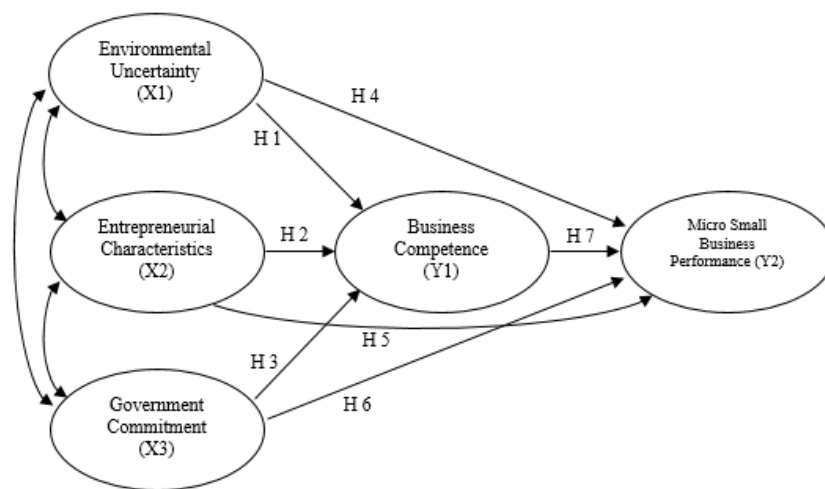 Environmental
Uncertainty
(X1)
H 4
H 1
Entrepreneurial
Characteristics
(X2)
H 2
Business
Competence
(Y1)
H 7
Micro Small
Business
Performance (Y2)
H 5
H 3
H 6
Government
Commitment
(X3)